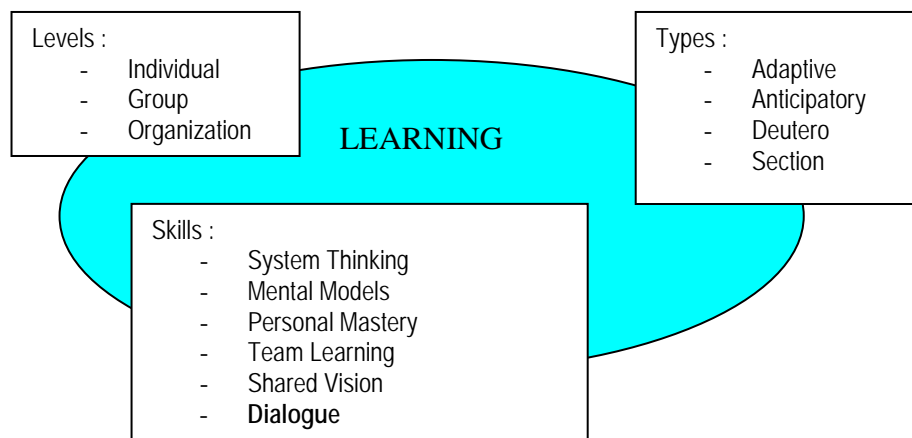 Levels :
- Individual
- Group
- Organization
Types :
- Adaptive
- Anticipatory
- Deutero
- Section
LEARNING
Skills :
- System Thinking
- Mental Models
- Personal Mastery
- Team Learning
- Shared Vision
- Dialogue